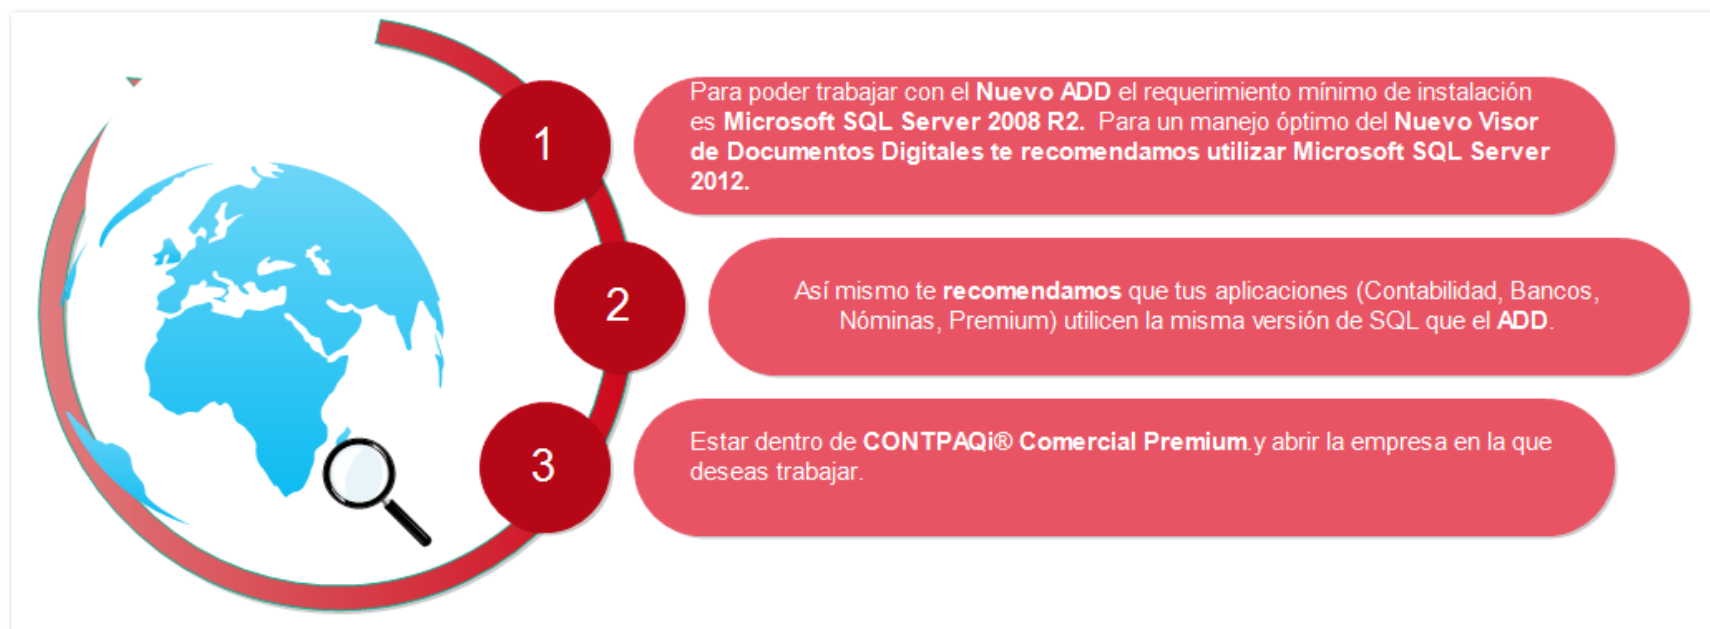 1
Para poder trabajar con el Nuevo ADD el requerimiento mínimo de instalación
es Microsoft SQL Server 2008 R2.  Para un manejo óptimo del Nuevo Visor
de Documentos Digitales te recomendamos utilizar Microsoft SQL Server
2012.
2
Así mismo te recomendamos que tus aplicaciones (Contabilidad, Bancos,
Nóminas, Premium) utilicen la misma versión de SQL que el ADD.
3
Estar dentro de CONTPAQi® Comercial Premium.y abrir la empresa en la que
deseas trabajar.